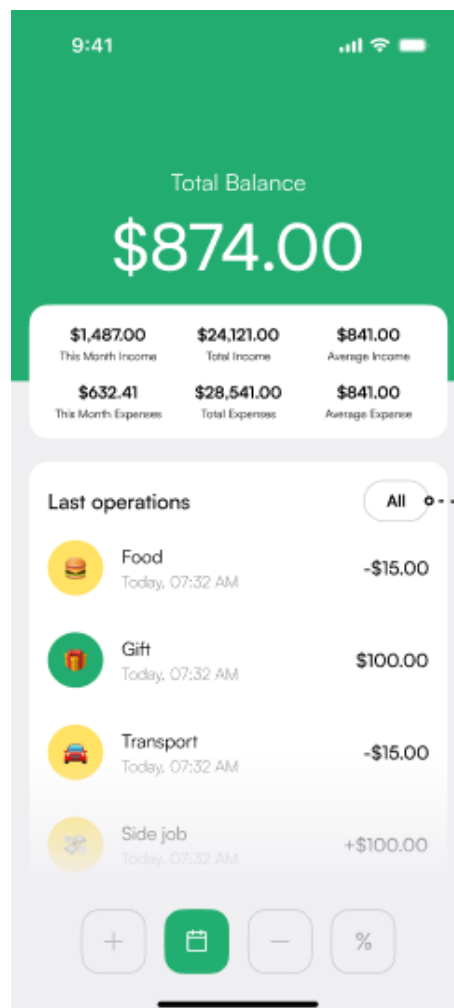 9:41
Total Balance
$874.00
$1,487.00 $24,121.00 $841.00
This Month Income Total Income Average Income
$632.41 $28,541.00 $841.00
This Month Expenses Total Expenses Average Expense
Last operations All
Food
-$15.00
Today, 07:32 AM
Gift
$100.00
Today, 07:32 AM
Transport
-$15.00
Today, 07:32 AM
Side job
+$100.00
Today, 07:32 AM
+ − %